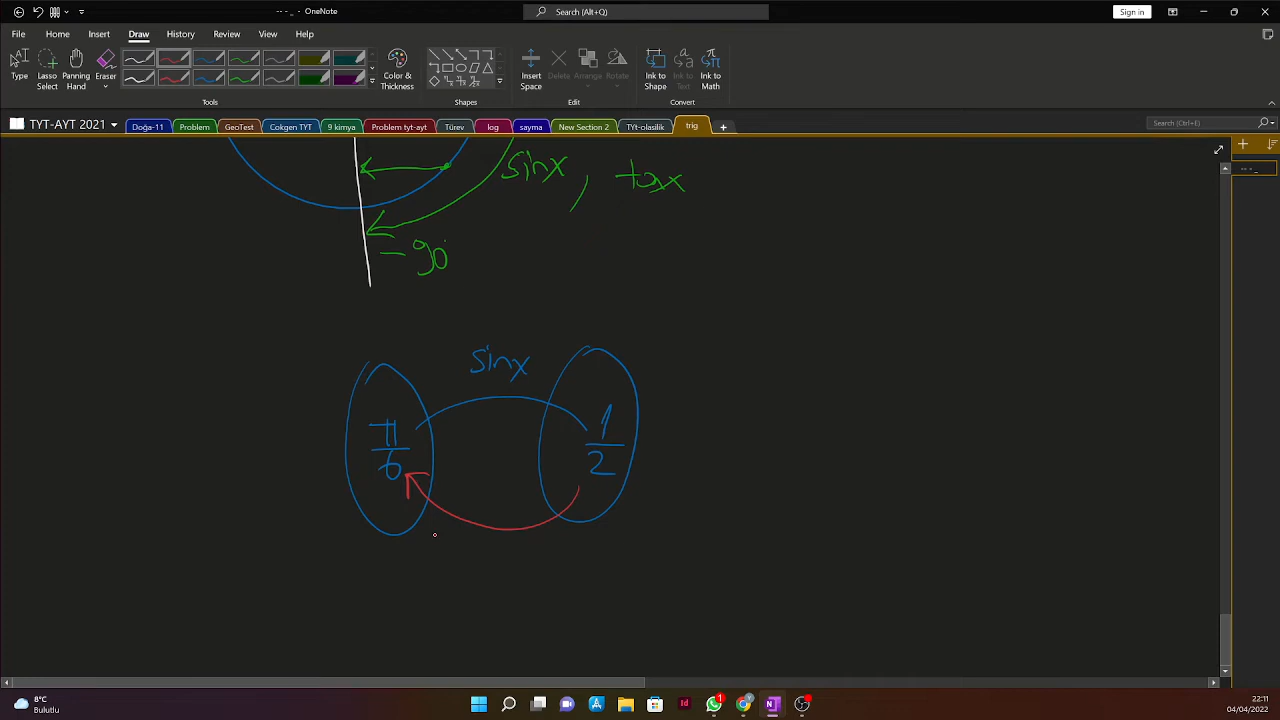 -- -_ - OneNote
Search (Alt+Q)
Sign in
File Home Insert Draw History Review View Help
Type
Lasso Select
Panning Hand
Eraser
Color & Thickness
Insert Space
Delete
Arrange
Rotate
Ink to Shape
Ink to Text
Ink to Math
Tools Shapes Edit Convert
TYT-AYT 2021
Doğa-11 Problem GeoTest Cokgen TYT 9 kimya Problem tyt-ayt Türev log sayma New Section 2 TYt-olasilik trig
Search (Ctrl+E)
-- -_
sinx, tanx
-90
sinx
π/6
1/2
8°C
Bulutlu
1
22:11
04/04/2022